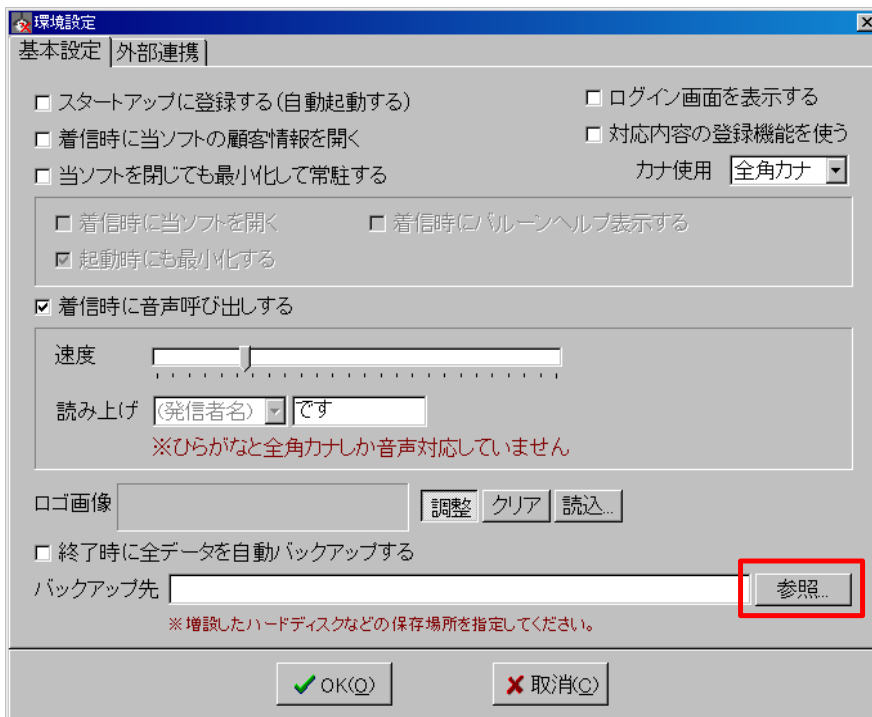 環境設定
基本設定 外部連携
スタートアップに登録する(自動起動する)
ログイン画面を表示する
着信時に当ソフトの顧客情報を開く
対応内容の登録機能を使う
当ソフトを閉じても最小化して常駐する
カナ使用 全角カナ
着信時に当ソフトを開く 着信時にバルーンヘルプ表示する
起動時にも最小化する
着信時に音声呼び出しする
速度
読み上げ (発信者名) です
※ひらがなと全角カナしか音声対応していません
ロゴ画像 調整 クリア 読込...
終了時に全データを自動バックアップする
バックアップ先 参照...
※増設したハードディスクなどの保存場所を指定してください。
OK(O) 取消(C)